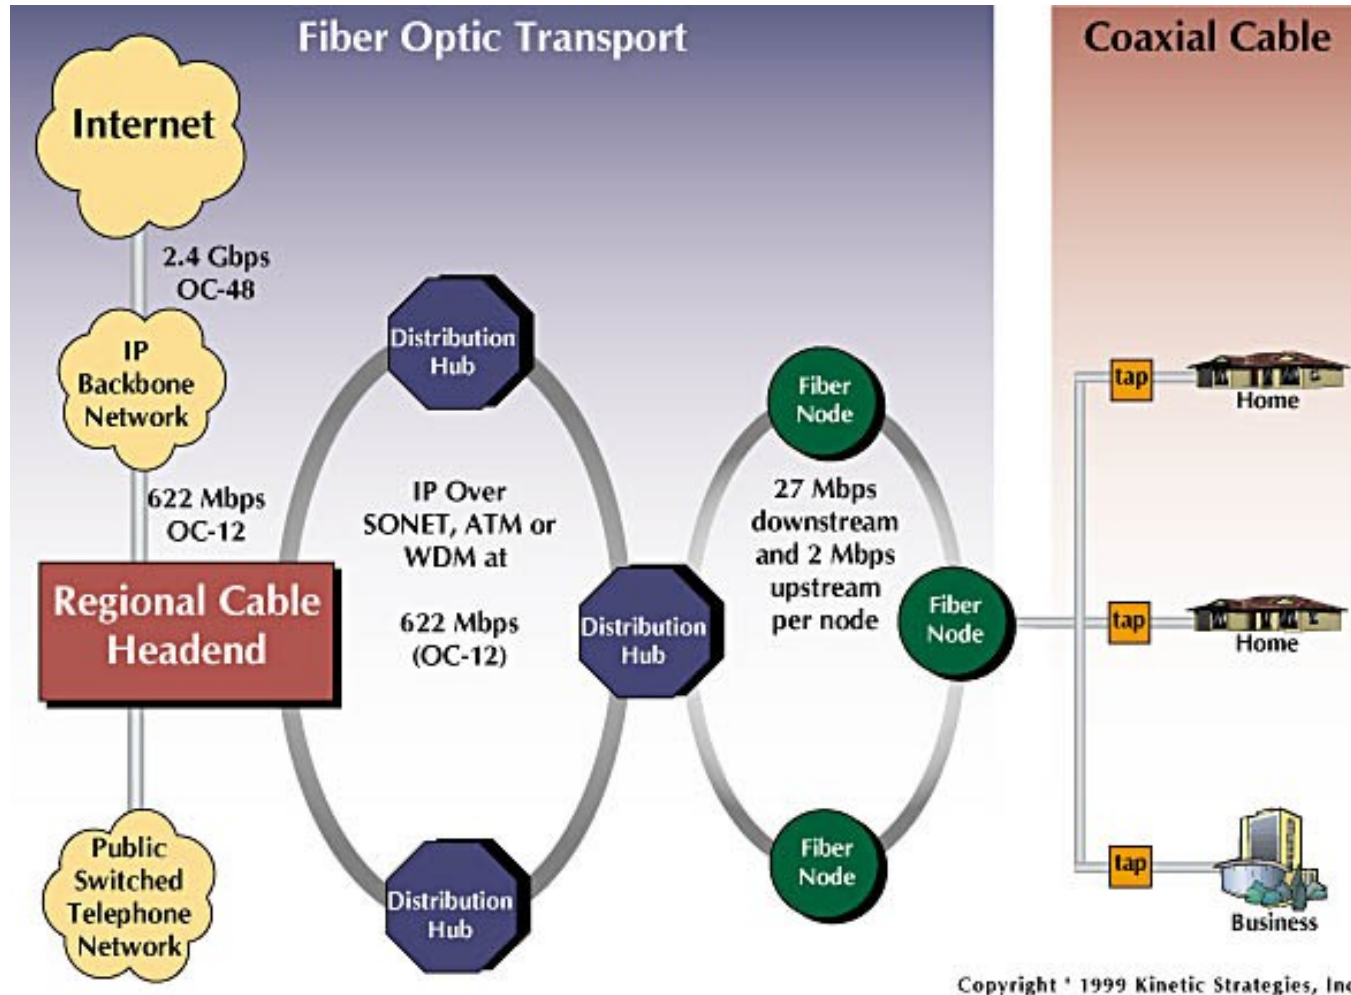 Fiber Optic Transport
Coaxial Cable
Internet
2.4 Gbps
OC-48
IP
Backbone
Network
622 Mbps
OC-12
Regional Cable
Headend
Public
Switched
Telephone
Network
Distribution
Hub
IP Over
SONET, ATM or
WDM at
622 Mbps
(OC-12)
Distribution
Hub
Distribution
Hub
Fiber
Node
27 Mbps
downstream
and 2 Mbps
upstream
per node
Fiber
Node
Fiber
Node
tap
Home
tap
Home
tap
Business
Copyright ' 1999 Kinetic Strategies, Inc